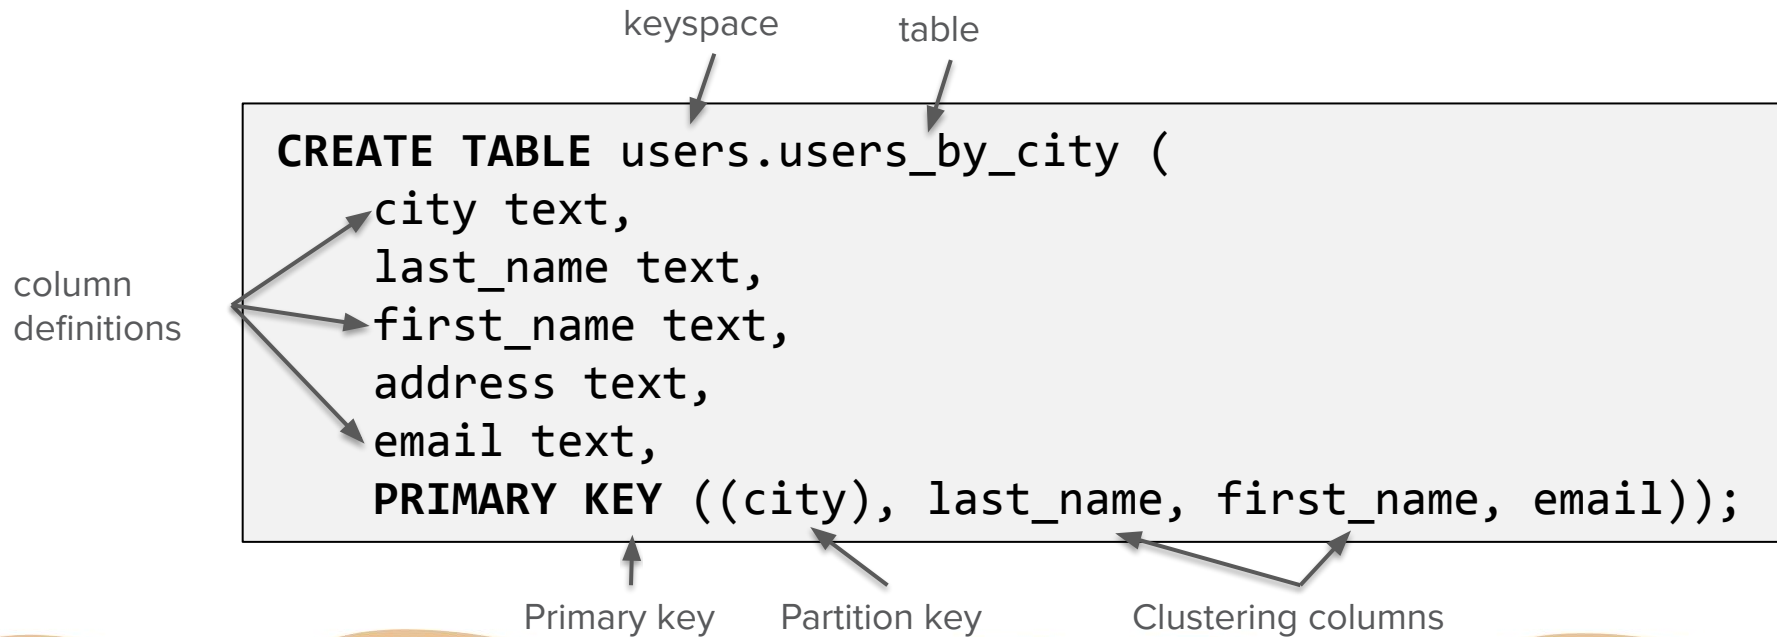 keyspace
table
CREATE TABLE users.users_by_city (
city text,
last_name text,
first_name text,
address text,
email text,
PRIMARY KEY ((city), last_name, first_name, email));
column
definitions
Primary key
Partition key
Clustering columns